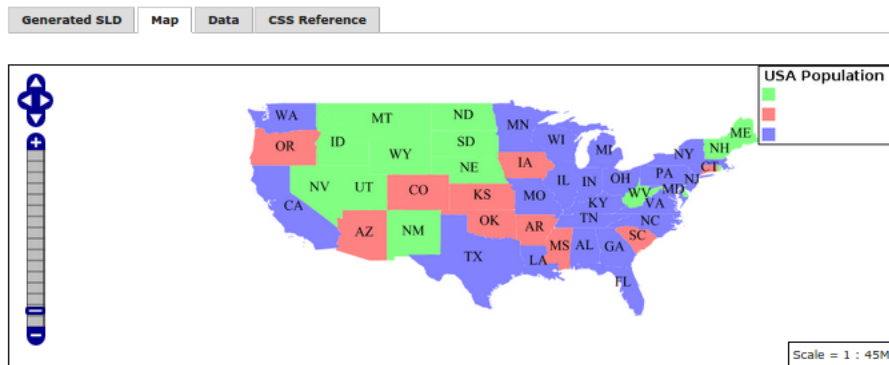 Generated SLD Map Data CSS Reference
USA Population
WA MT ND MN ME
OR ID SD WI MI NY NH
WY IA PA CT
NE IL IN OH NJ
NV UT CO KS MO WV MD
CA KY VA
AZ NM OK AR TN NC
MS AL GA SC
TX LA
FL
Scale = 1 : 45M